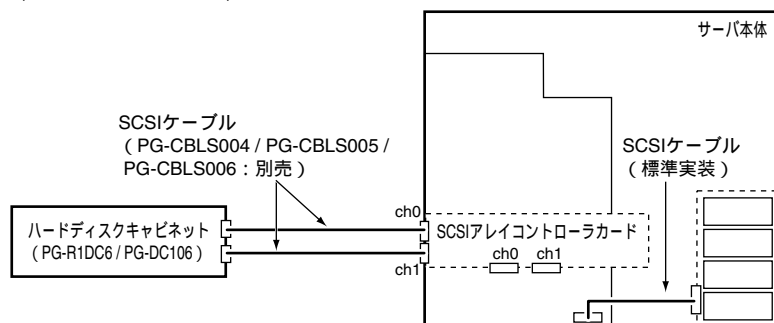 サーバ本体
SCSIケーブル
（PG-CBLS004 / PG-CBLS005 /
PG-CBLS006：別売）
SCSIケーブル
（標準実装）
ハードディスクキャビネット
（PG-R1DC6 / PG-DC106）
ch0
SCSIアレイコントローラカード
ch0 ch1
ch1